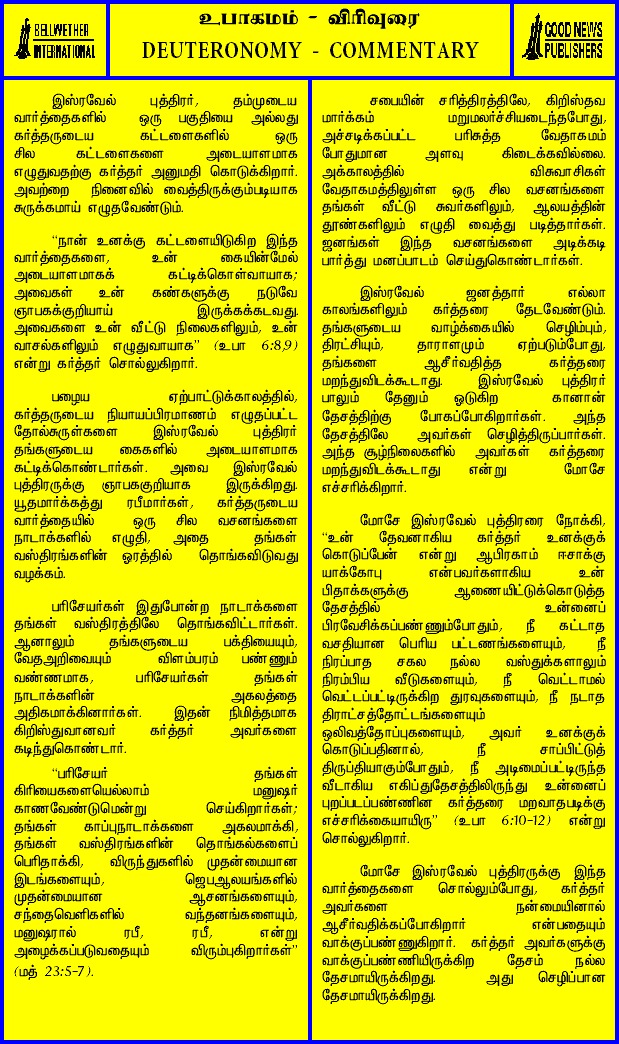 BELLWETHER
INTERNATIONAL
உபாகமம் - விரிவுரை
DEUTERONOMY - COMMENTARY
GOOD NEWS
PUBLISHERS
இஸ்ரவேல் புத்திரர், தம்முடைய
வார்த்தைகளில் ஒரு பகுதியை அல்லது
கர்த்தருடைய கட்டளைகளில் ஒரு
சில கட்டளைகளை அடையாளமாக
எழுதுவதற்கு கர்த்தர் அனுமதி கொடுக்கிறார்.
அவற்றை நினைவில் வைத்திருக்கும்படியாக
சுருக்கமாய் எழுதவேண்டும்.
“நான் உனக்கு கட்டளையிடுகிற இந்த
வார்த்தைகளை, உன் கையின்மேல்
அடையாளமாகக் கட்டிக்கொள்வாயாக;
அவைகள் உன் கண்களுக்கு நடுவே
ஞாபகக்குறியாய் இருக்கக்கடவது.
அவைகளை உன் வீட்டு நிலைகளிலும், உன்
வாசல்களிலும் எழுதுவாயாக” (உபா 6:8,9)
என்று கர்த்தர் சொல்லுகிறார்.
பழைய ஏற்பாட்டுக்காலத்தில்,
கர்த்தருடைய நியாயப்பிரமாணம் எழுதப்பட்ட
தோல்சுருள்களை இஸ்ரவேல் புத்திரர்
தங்களுடைய கைகளில் அடையாளமாக
கட்டிக்கொண்டார்கள். அவை இஸ்ரவேல்
புத்திரருக்கு ஞாபககுறியாக இருக்கிறது.
யூதமார்க்கத்து ரபீமார்கள், கர்த்தருடைய
வார்த்தையில் ஒரு சில வசனங்களை
நாடாக்களில் எழுதி, அதை தங்கள்
வஸ்திரங்களின் ஓரத்தில் தொங்கவிடுவது
வழக்கம்.
பரிசேயர்கள் இதுபோன்ற நாடாக்களை
தங்கள் வஸ்திரத்திலே தொங்கவிட்டார்கள்.
ஆனாலும் தங்களுடைய பக்தியையும்,
வேதஅறிவையும் விளம்பரம் பண்ணும்
வண்ணமாக, பரிசேயர்கள் தங்கள்
நாடாக்களின் அகலத்தை
அதிகமாக்கினார்கள். இதன் நிமித்தமாக
கிறிஸ்துவானவர் கர்த்தர் அவர்களை
கடிந்துகொண்டார்.
“பரிசேயர் தங்கள்
கிரியைகளையெல்லாம் மனுஷர்
காணவேண்டுமென்று செய்கிறார்கள்;
தங்கள் காப்புநாடாக்களை அகலமாக்கி,
தங்கள் வஸ்திரங்களின் தொங்கல்களைப்
பெரிதாக்கி, விருந்துகளில் முதன்மையான
இடங்களையும், ஜெபஆலயங்களில்
முதன்மையான ஆசனங்களையும்,
சந்தைவெளிகளில் வந்தனங்களையும்,
மனுஷரால் ரபீ, ரபீ, என்று
அழைக்கப்படுவதையும் விரும்புகிறார்கள்”
(மத் 23:5-7).
சபையின் சரித்திரத்திலே, கிறிஸ்தவ
மார்க்கம் மறுமலர்ச்சியடைந்தபோது,
அச்சடிக்கப்பட்ட பரிசுத்த வேதாகமம்
போதுமான அளவு கிடைக்கவில்லை.
அக்காலத்தில் விசுவாசிகள்
வேதாகமத்திலுள்ள ஒரு சில வசனங்களை
தங்கள் வீட்டு சுவர்களிலும், ஆலயத்தின்
தூண்களிலும் எழுதி வைத்து படித்தார்கள்.
ஜனங்கள் இந்த வசனங்களை அடிக்கடி
பார்த்து மனப்பாடம் செய்துகொண்டார்கள்.
இஸ்ரவேல் ஜனத்தார் எல்லா
காலங்களிலும் கர்த்தரை தேடவேண்டும்.
தங்களுடைய வாழ்க்கையில் செழிம்பும்,
திரட்சியும், தாராளமும் ஏற்படும்போது,
தங்களை ஆசீர்வதித்த கர்த்தரை
மறந்துவிடக்கூடாது. இஸ்ரவேல் புத்திரர்
பாலும் தேனும் ஓடுகிற கானான்
தேசத்திற்கு போகப்போகிறார்கள். அந்த
தேசத்திலே அவர்கள் செழித்திருப்பார்கள்.
அந்த சூழ்நிலைகளில் அவர்கள் கர்த்தரை
மறந்துவிடக்கூடாது என்று மோசே
எச்சரிக்கிறார்.
மோசே இஸ்ரவேல் புத்திரரை நோக்கி,
“உன் தேவனாகிய கர்த்தர் உனக்குக்
கொடுப்பேன் என்று ஆபிரகாம் ஈசாக்கு
யாக்கோபு என்பவர்களாகிய உன்
பிதாக்களுக்கு ஆணையிட்டுக்கொடுத்த
தேசத்தில் உன்னைப்
பிரவேசிக்கப்பண்ணும்போதும், நீ கட்டாத
வசதியான பெரிய பட்டணங்களையும், நீ
நிரப்பாத சகல நல்ல வஸ்துக்களாலும்
நிரம்பிய வீடுகளையும், நீ வெட்டாமல்
வெட்டப்பட்டிருக்கிற துரவுகளையும், நீ நடாத
திராட்சத்தோட்டங்களையும்
ஒலிவத்தோப்புகளையும், அவர் உனக்குக்
கொடுப்பதினால், நீ சாப்பிட்டுத்
திருப்தியாகும்போதும், நீ அடிமைப்பட்டிருந்த
வீடாகிய எகிப்துதேசத்திலிருந்து உன்னைப்
புறப்படப்பண்ணின கர்த்தரை மறவாதபடிக்கு
எச்சரிக்கையாயிரு” (உபா 6:10-12) என்று
சொல்லுகிறார்.
மோசே இஸ்ரவேல் புத்திரருக்கு இந்த
வார்த்தைகளை சொல்லும்போது, கர்த்தர்
அவர்களை நன்மையினால்
ஆசீர்வதிக்கப்போகிறார் என்பதையும்
வாக்குப்பண்ணுகிறார். கர்த்தர் அவர்களுக்கு
வாக்குப்பண்ணியிருக்கிற தேசம் நல்ல
தேசமாயிருக்கிறது. அது செழிப்பான
தேசமாயிருக்கிறது.